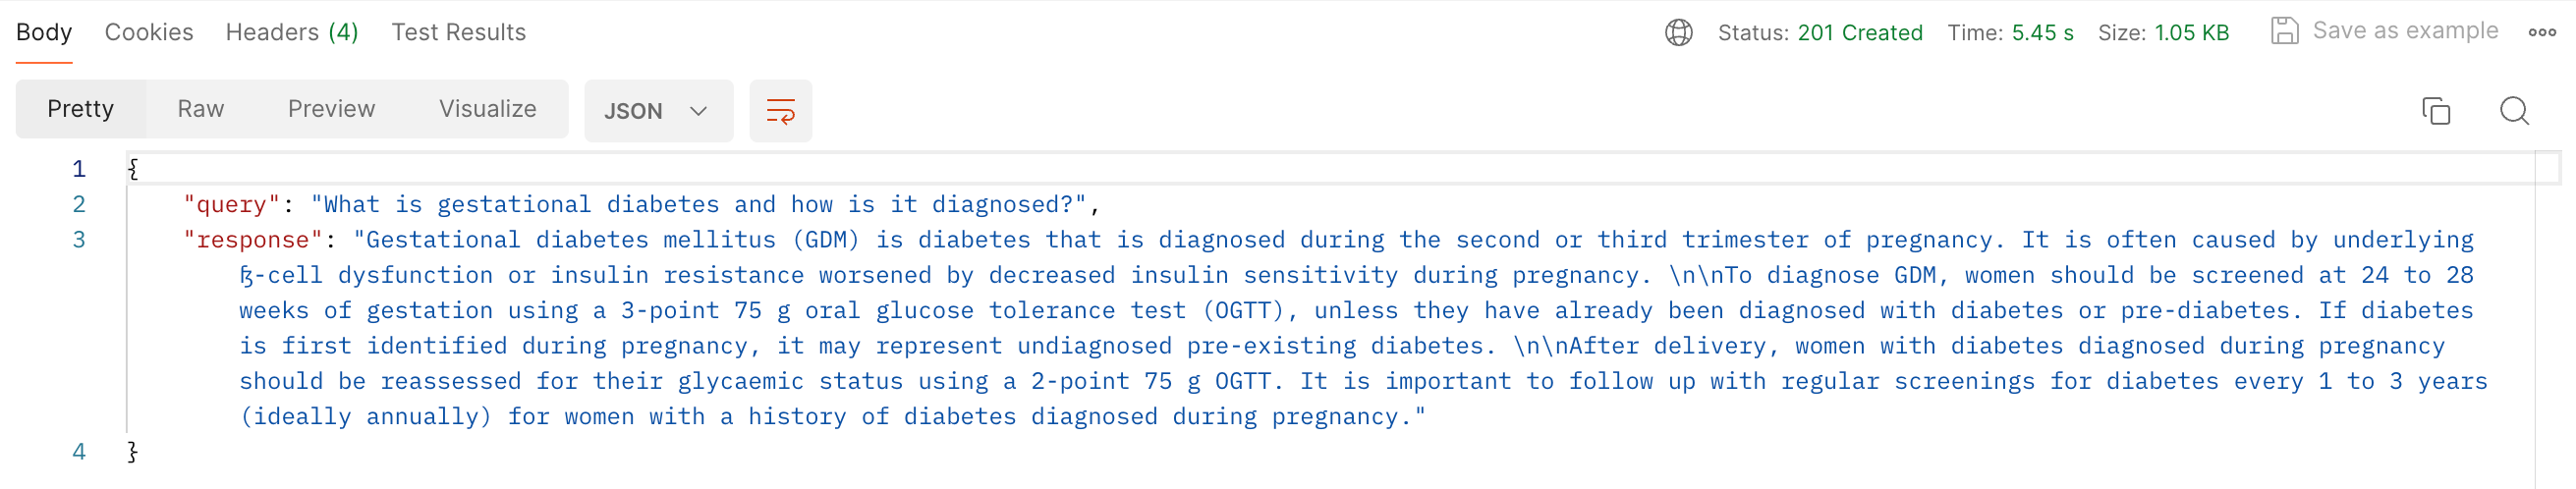 Body Cookies Headers (4) Test Results Status: 201 Created Time: 5.45 s Size: 1.05 KB Save as example
Pretty Raw Preview Visualize JSON
1 {
2 "query": "What is gestational diabetes and how is it diagnosed?",
3 "response": "Gestational diabetes mellitus (GDM) is diabetes that is diagnosed during the second or third trimester of pregnancy. It is often caused by underlying
ꞵ-cell dysfunction or insulin resistance worsened by decreased insulin sensitivity during pregnancy. \n\nTo diagnose GDM, women should be screened at 24 to 28
weeks of gestation using a 3-point 75 g oral glucose tolerance test (OGTT), unless they have already been diagnosed with diabetes or pre-diabetes. If diabetes
is first identified during pregnancy, it may represent undiagnosed pre-existing diabetes. \n\nAfter delivery, women with diabetes diagnosed during pregnancy
should be reassessed for their glycaemic status using a 2-point 75 g OGTT. It is important to follow up with regular screenings for diabetes every 1 to 3 years
(ideally annually) for women with a history of diabetes diagnosed during pregnancy."
4 }